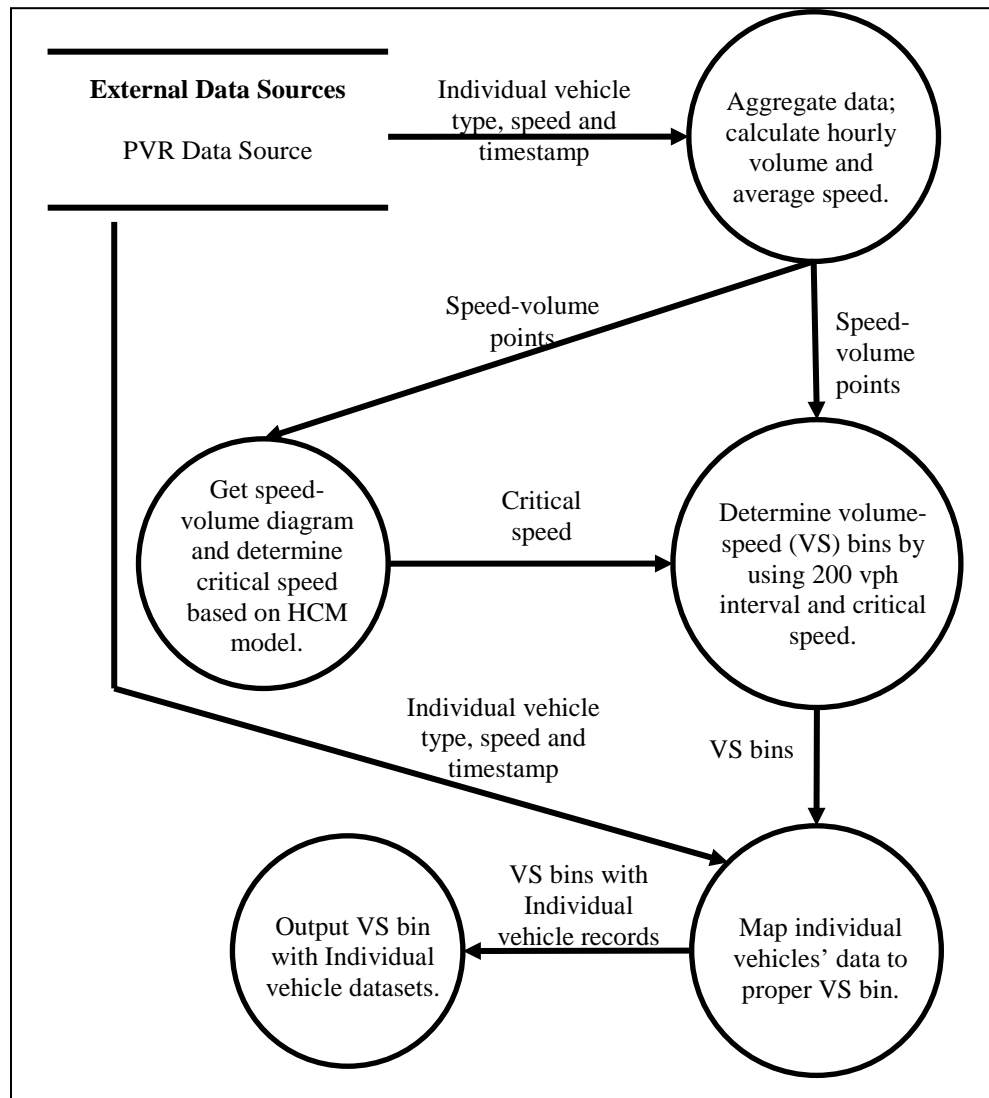 External Data Sources
PVR Data Source
Individual vehicle
type, speed and
timestamp
Aggregate data;
calculate hourly
volume and
average speed.
Speed-volume
points
Speed-
volume
points
Get speed-
volume diagram
and determine
critical speed
based on HCM
model.
Critical
speed
Determine volume-
speed (VS) bins by
using 200 vph
interval and critical
speed.
Individual vehicle
type, speed and
timestamp
VS bins
Output VS bin
with Individual
vehicle datasets.
VS bins with
Individual
vehicle records
Map individual
vehicles’ data to
proper VS bin.